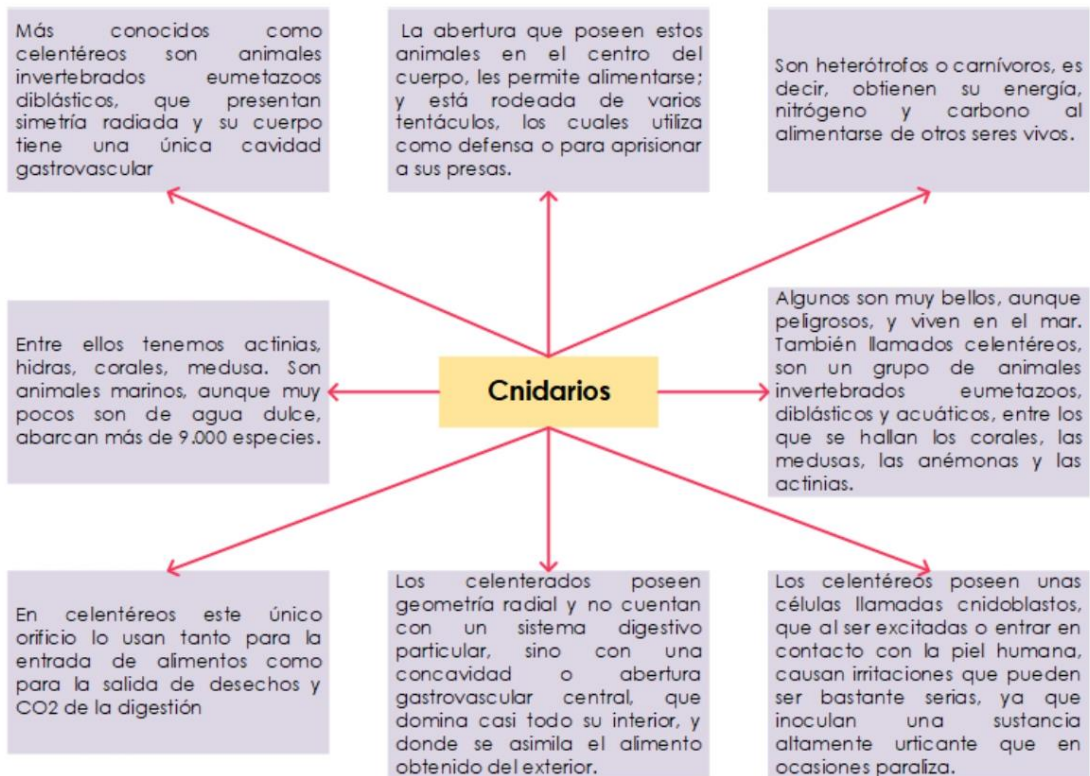 Más conocidos como
celentéreos son animales
invertebrados eumetazoos
diblásticos, que presentan
simetría radiada y su cuerpo
tiene una única cavidad
gastrovascular
La abertura que poseen estos
animales en el centro del
cuerpo, les permite alimentarse;
y está rodeada de varios
tentáculos, los cuales utiliza
como defensa o para aprisionar
a sus presas.
Son heterótrofos o carnívoros, es
decir, obtienen su energía,
nitrógeno y carbono al
alimentarse de otros seres vivos.
Entre ellos tenemos actinias,
hidras, corales, medusa. Son
animales marinos, aunque muy
pocos son de agua dulce,
abarcan más de 9.000 especies.
Cnidarios
Algunos son muy bellos, aunque
peligrosos, y viven en el mar.
También llamados celentéreos,
son un grupo de animales
invertebrados eumetazoos,
diblásticos y acuáticos, entre los
que se hallan los corales, las
medusas, las anémonas y las
actinias.
En celentéreos este único
orificio lo usan tanto para la
entrada de alimentos como
para la salida de desechos y
CO2 de la digestión
Los celenterados poseen
geometría radial y no cuentan
con un sistema digestivo
particular, sino con una
concavidad o abertura
gastrovascular central, que
domina casi todo su interior, y
donde se asimila el alimento
obtenido del exterior.
Los celentéreos poseen unas
células llamadas cnidoblastos,
que al ser excitadas o entrar en
contacto con la piel humana,
causan irritaciones que pueden
ser bastante serias, ya que
inoculan una sustancia
altamente urticante que en
ocasiones paraliza.